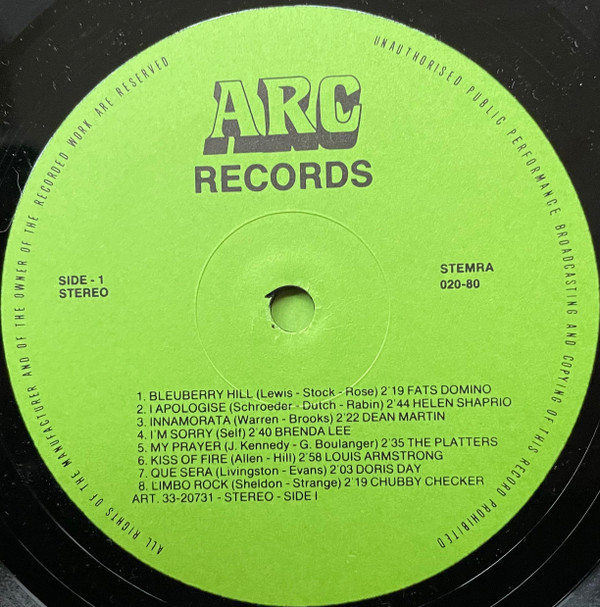 ARC
RECORDS
SIDE - 1
STEREO
STEMRA
020-80
1. BLEUBERRY HILL (Lewis - Stock - Rose) 2'19 FATS DOMINO
2. I APOLOGISE (Schroeder - Dutch - Rabin) 2'44 HELEN SHAPRIO
3. INNAMORATA (Warren - Brooks) 2'22 DEAN MARTIN
4. I'M SORRY (Self) 2'40 BRENDA LEE
5. MY PRAYER (J. Kennedy - G. Boulanger) 2'35 THE PLATTERS
6. KISS OF FIRE (Allen - Hill) 2'58 LOUIS ARMSTRONG
7. QUE SERA (Livingston - Evans) 2'03 DORIS DAY
8. LIMBO ROCK (Sheldon - Strange) 2'19 CHUBBY CHECKER
ART. 33-20731 - STEREO - SIDE I
ALL RIGHTS OF THE MANUFACTURER AND OF THE OWNER OF THE RECORDED WORK ARE RESERVED
UNAUTHORISED PUBLIC PERFORMANCE BROADCASTING AND COPYING OF THIS RECORD PROHIBITED